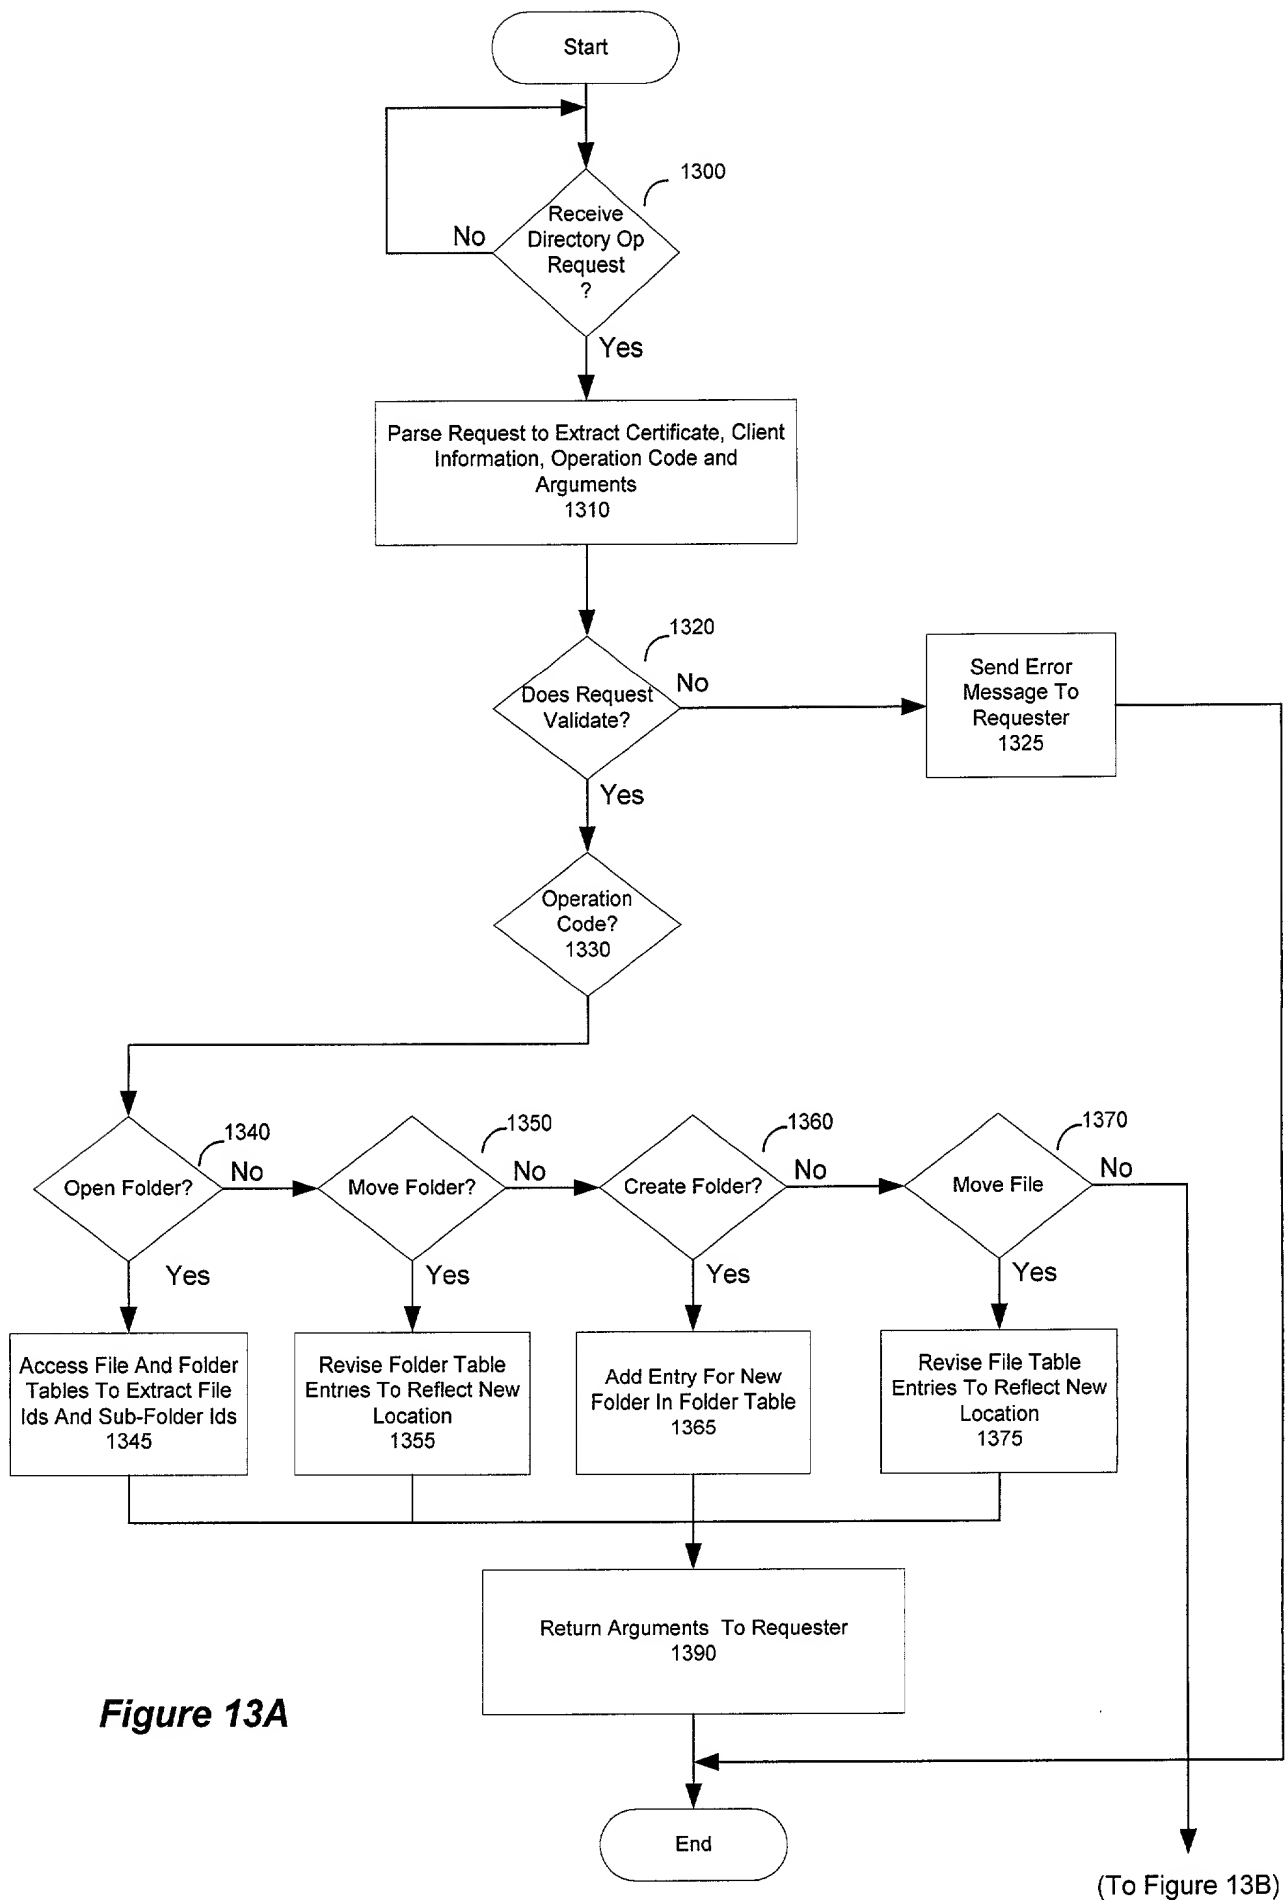 Start
1300
Receive
Directory Op
Request
?
No
Yes
Parse Request to Extract Certificate, Client
Information, Operation Code and
Arguments
1310
1320
Does Request
Validate?
No
Send Error
Message To
Requester
1325
Yes
Operation
Code?
1330
1340
Open Folder?
No
1350
Move Folder?
No
1360
Create Folder?
No
1370
Move File
No
Yes
Yes
Yes
Yes
Access File And Folder
Tables To Extract File
Ids And Sub-Folder Ids
1345
Revise Folder Table
Entries To Reflect New
Location
1355
Add Entry For New
Folder In Folder Table
1365
Revise File Table
Entries To Reflect New
Location
1375
Return Arguments To Requester
1390
Figure 13A
End
(To Figure 13B)